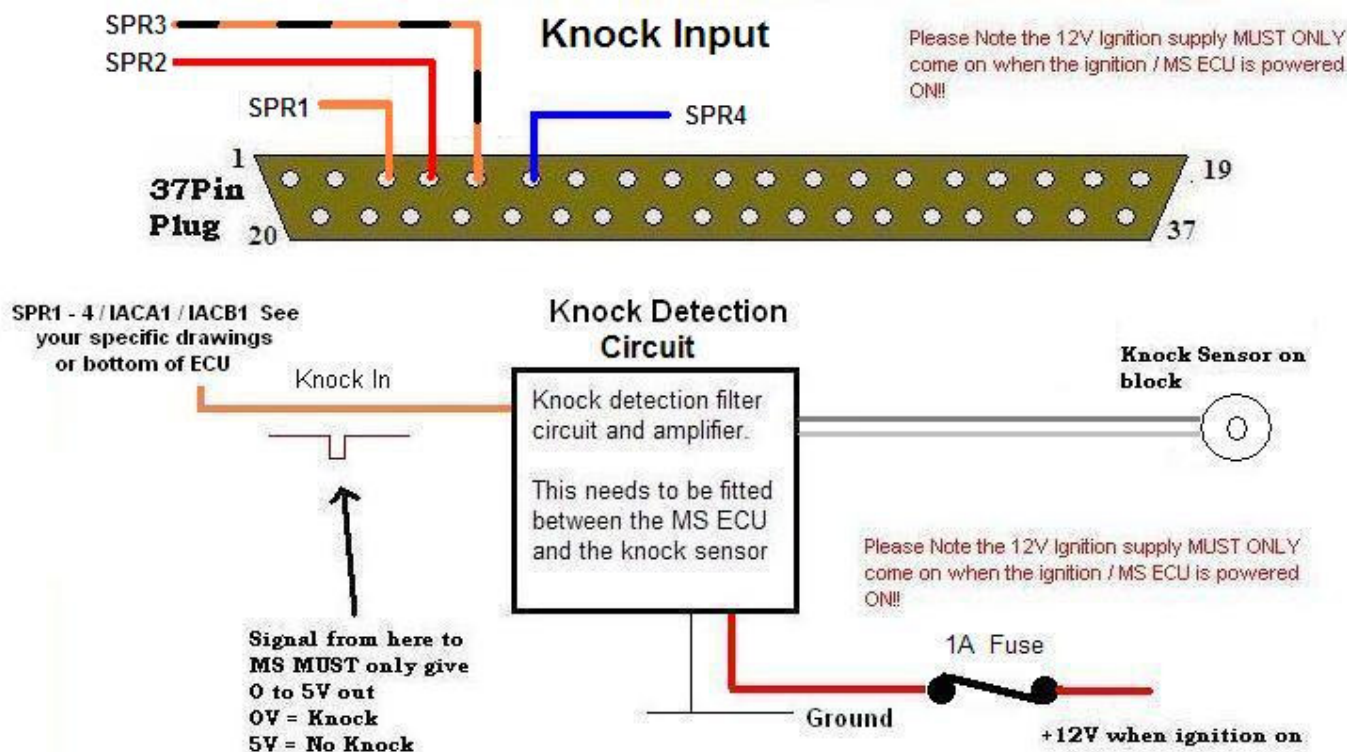 Knock Input
SPR3
SPR2
SPR1
SPR4
Please Note the 12V Ignition supply MUST ONLY
come on when the ignition / MS ECU is powered
ON!!
1
19
37Pin
Plug
20
37
SPR1 - 4 / IACA1 / IACB1 See
your specific drawings
or bottom of ECU
Knock In
Knock Detection
Circuit
Knock detection filter
circuit and amplifier.
This needs to be fitted
between the MS ECU
and the knock sensor
Knock Sensor on
block
Please Note the 12V Ignition supply MUST ONLY
come on when the ignition / MS ECU is powered
ON!!
Signal from here to
MS MUST only give
0 to 5V out
0V = Knock
5V = No Knock
1A Fuse
Ground
+12V when ignition on